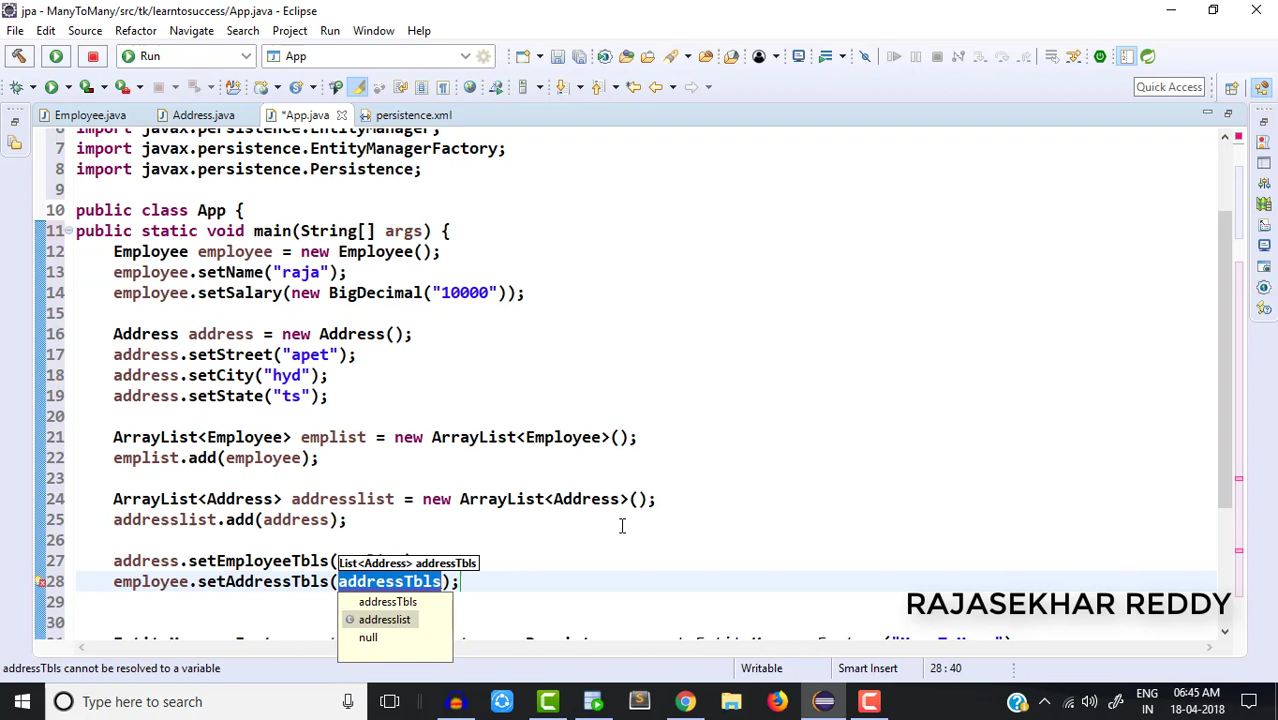 jpa - ManyToMany/src/tk/learntosuccess/App.java - Eclipse
File Edit Source Refactor Navigate Search Project Run Window Help
Run App
Quick Access
Employee.java Address.java *App.java persistence.xml
6 import javax.persistence.EntityManager;
7 import javax.persistence.EntityManagerFactory;
8 import javax.persistence.Persistence;
9
10 public class App {
11 public static void main(String[] args) {
12 Employee employee = new Employee();
13 employee.setName("raja");
14 employee.setSalary(new BigDecimal("10000"));
15
16 Address address = new Address();
17 address.setStreet("apet");
18 address.setCity("hyd");
19 address.setState("ts");
20
21 ArrayList<Employee> emplist = new ArrayList<Employee>();
22 emplist.add(employee);
23
24 ArrayList<Address> addresslist = new ArrayList<Address>();
25 addresslist.add(address);
26
27 address.setEmployeeTbls(
List<Address> addressTbls
28 employee.setAddressTbls(addressTbls);
29
addressTbls
addresslist
null
30
RAJASEKHAR REDDY
addressTbls cannot be resolved to a variable Writable Smart Insert 28 : 40
Type here to search
ENG
IN
06:45 AM
18-04-2018